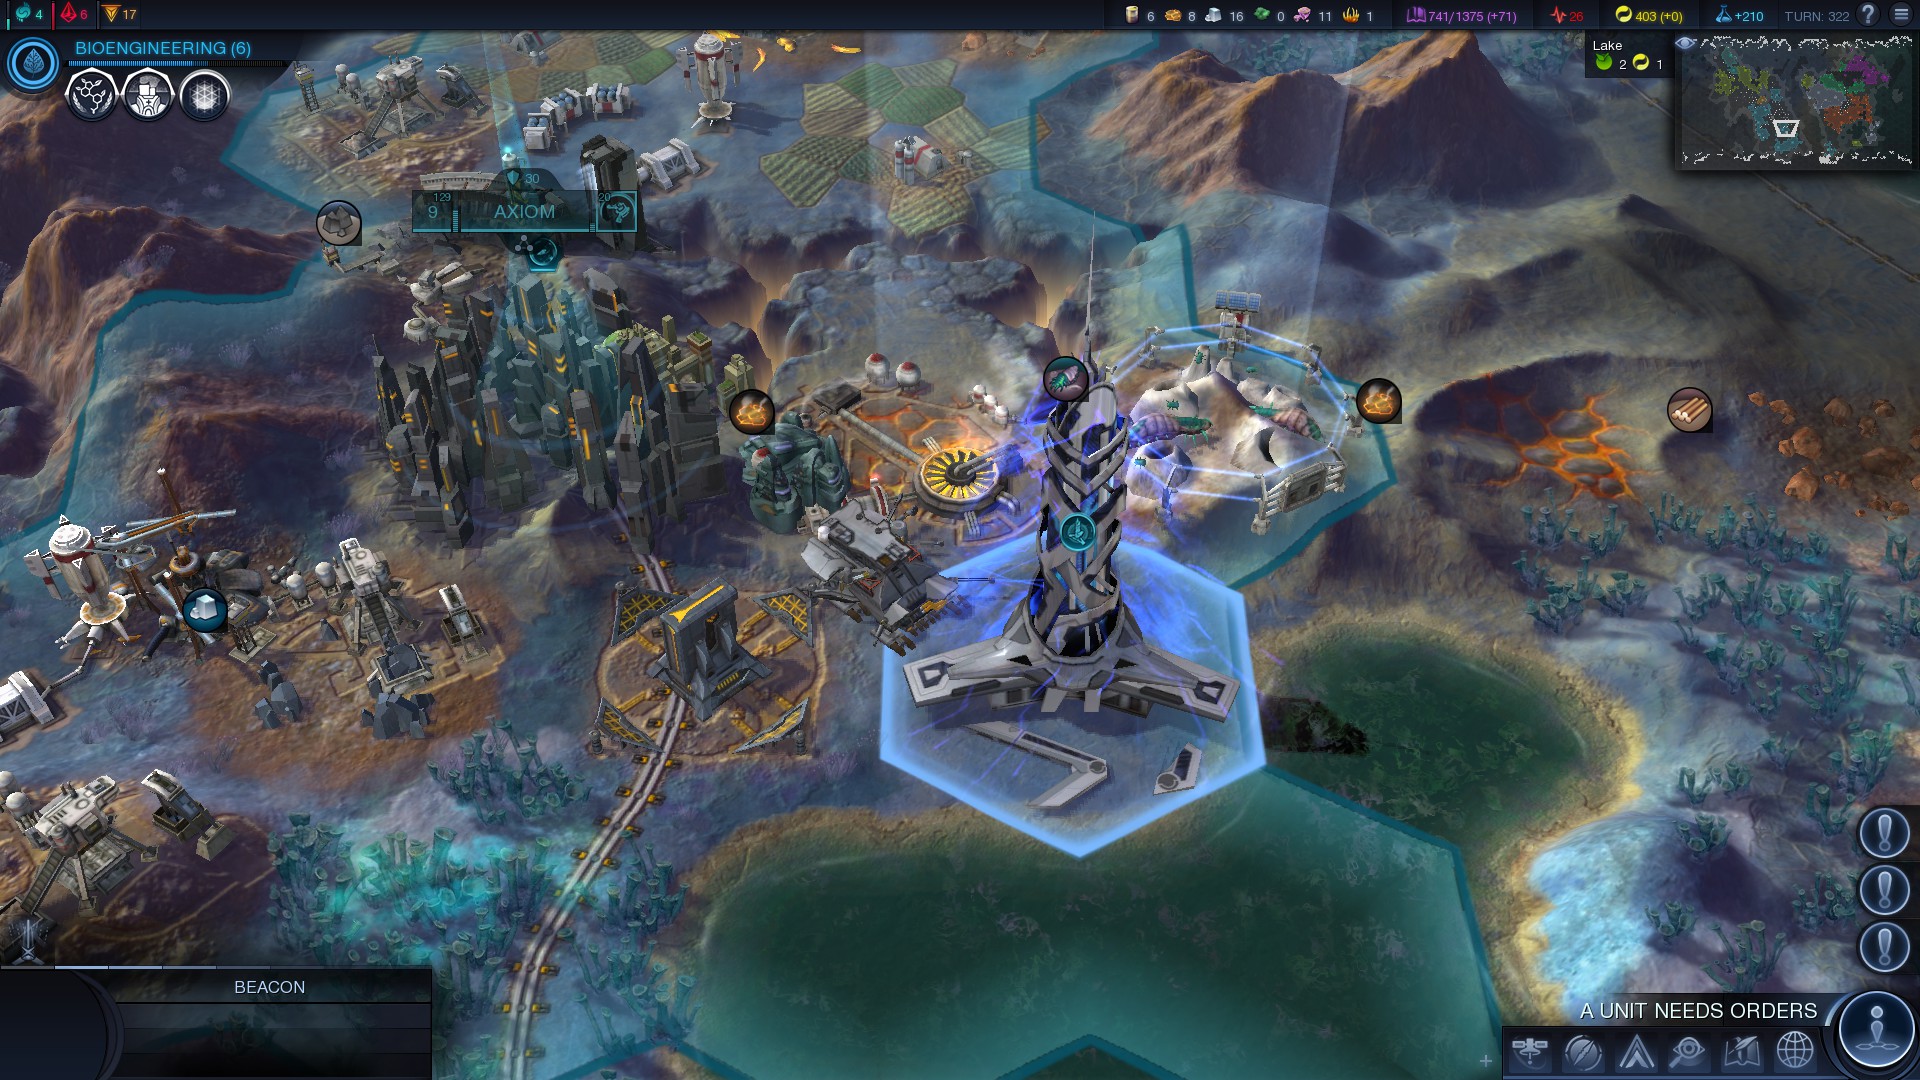 4 6 17
6 8 16 0 11 1 741/1375 (+71) 26 403 (+0) +210 TURN: 322 ?
BIOENGINEERING (6)
Lake
2 1
30
129
9 AXIOM 20
BEACON
A UNIT NEEDS ORDERS